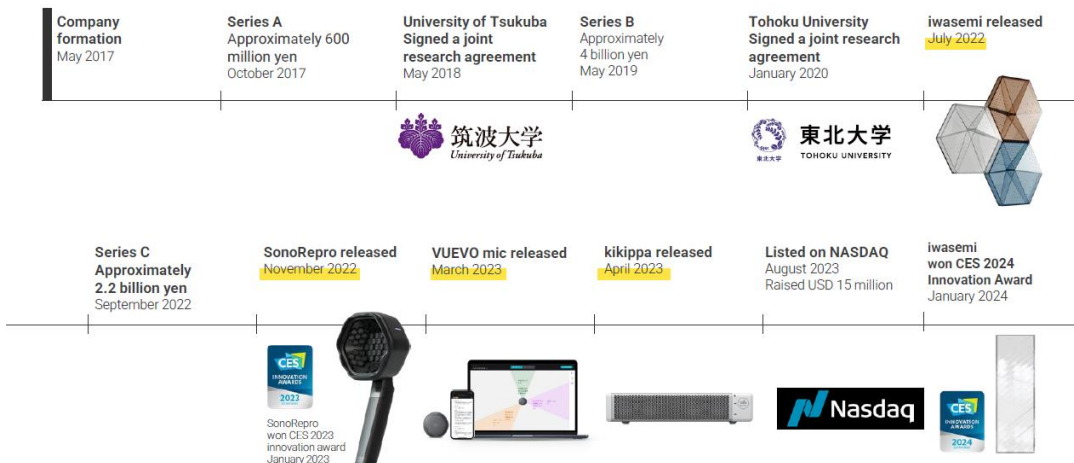 Company
formation
May 2017
Series A
Approximately 600
million yen
October 2017
University of Tsukuba
Signed a joint
research agreement
May 2018
Series B
Approximately
4 billion yen
May 2019
Tohoku University
Signed a joint research
agreement
January 2020
iwasemi released
July 2022
筑波大学
University of Tsukuba
東北大学
東北大学
TOHOKU UNIVERSITY
Series C
Approximately
2.2 billion yen
September 2022
SonoRepro released
November 2022
VUEVO mic released
March 2023
kikippa released
April 2023
Listed on NASDAQ
August 2023
Raised USD 15 million
iwasemi
won CES 2024
Innovation Award
January 2024
CES
INNOVATION
AWARDS
2023
SonoRepro
won CES 2023
innovation award
January 2023
Nasdaq
CES
INNOVATION
AWARDS
2024